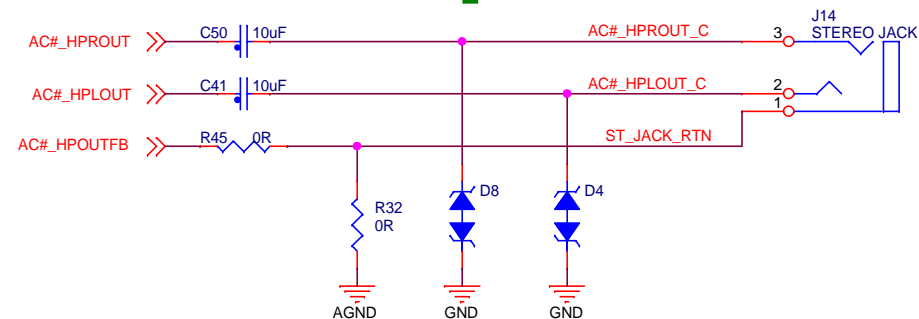 J14
STEREO JACK
C50 10uF
AC#_HPROUT_C
3
AC#_HPROUT
C41 10uF
AC#_HPLOUT_C
2
AC#_HPLOUT
1
R45 0R
ST_JACK_RTN
AC#_HPOUTFB
D8
D4
R32
0R
AGND
GND
GND